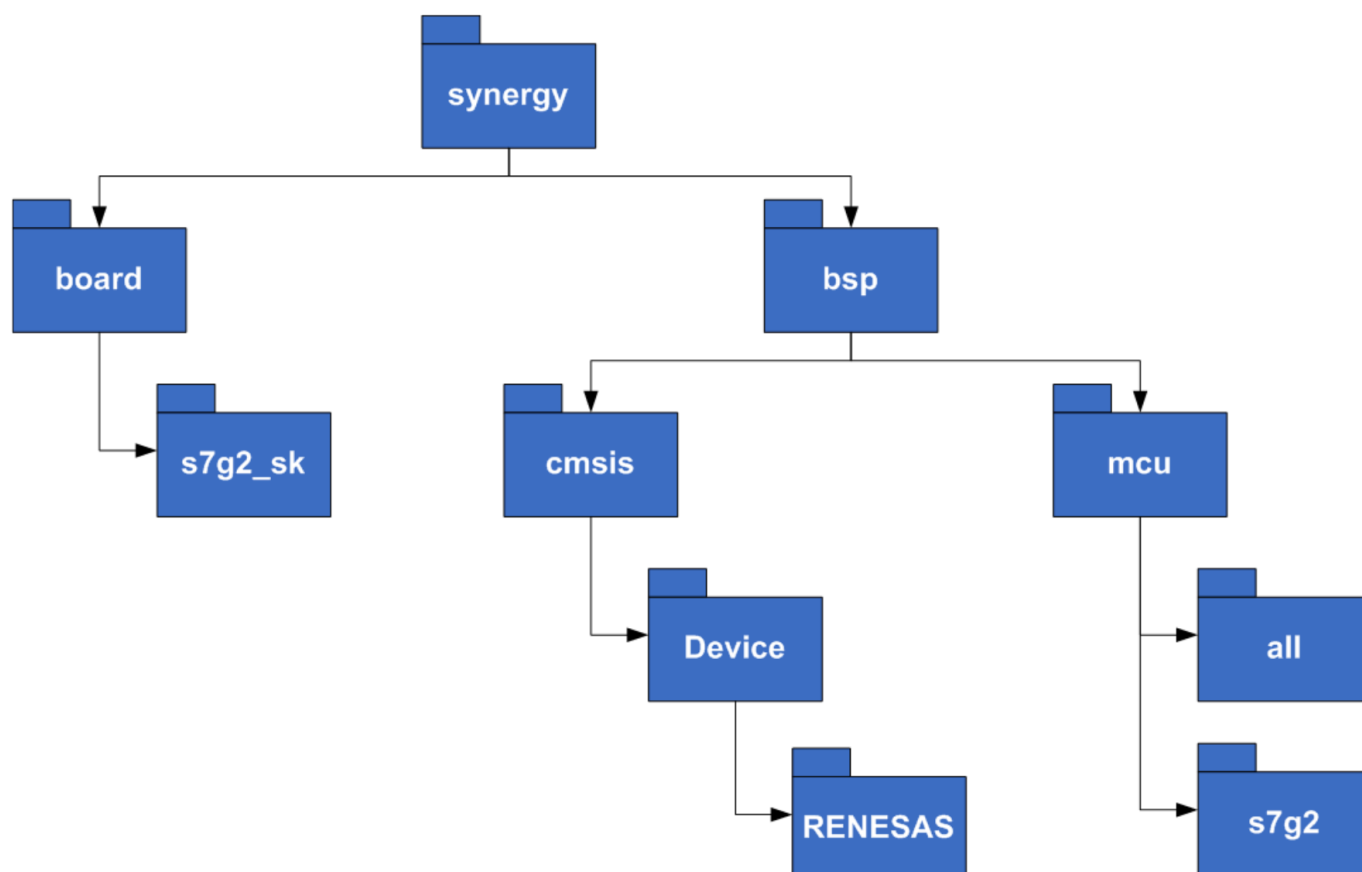 synergy
board
bsp
s7g2_sk
cmsis
mcu
Device
all
RENESAS
s7g2